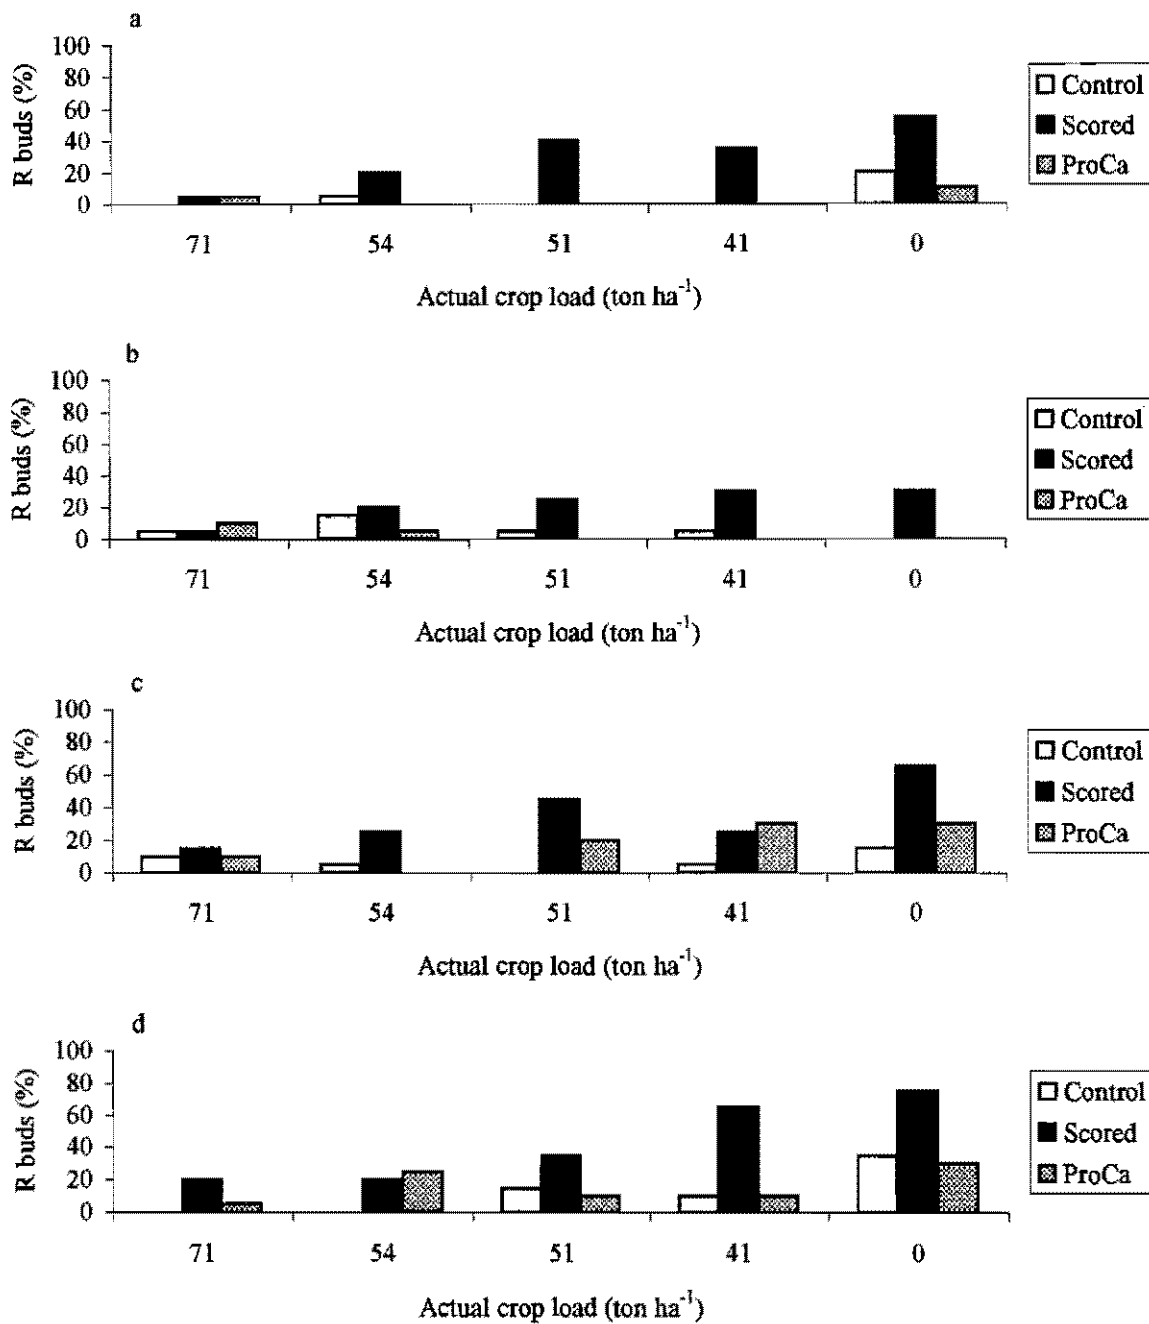 a
100
80
60
40
20
0
R buds (%)
71 54 51 41 0
Actual crop load (ton ha⁻¹)
Control
Scored
ProCa
b
100
80
60
40
20
0
R buds (%)
71 54 51 41 0
Actual crop load (ton ha⁻¹)
Control
Scored
ProCa
c
100
80
60
40
20
0
R buds (%)
71 54 51 41 0
Actual crop load (ton ha⁻¹)
Control
Scored
ProCa
d
100
80
60
40
20
0
R buds (%)
71 54 51 41 0
Actual crop load (ton ha⁻¹)
Control
Scored
ProCa